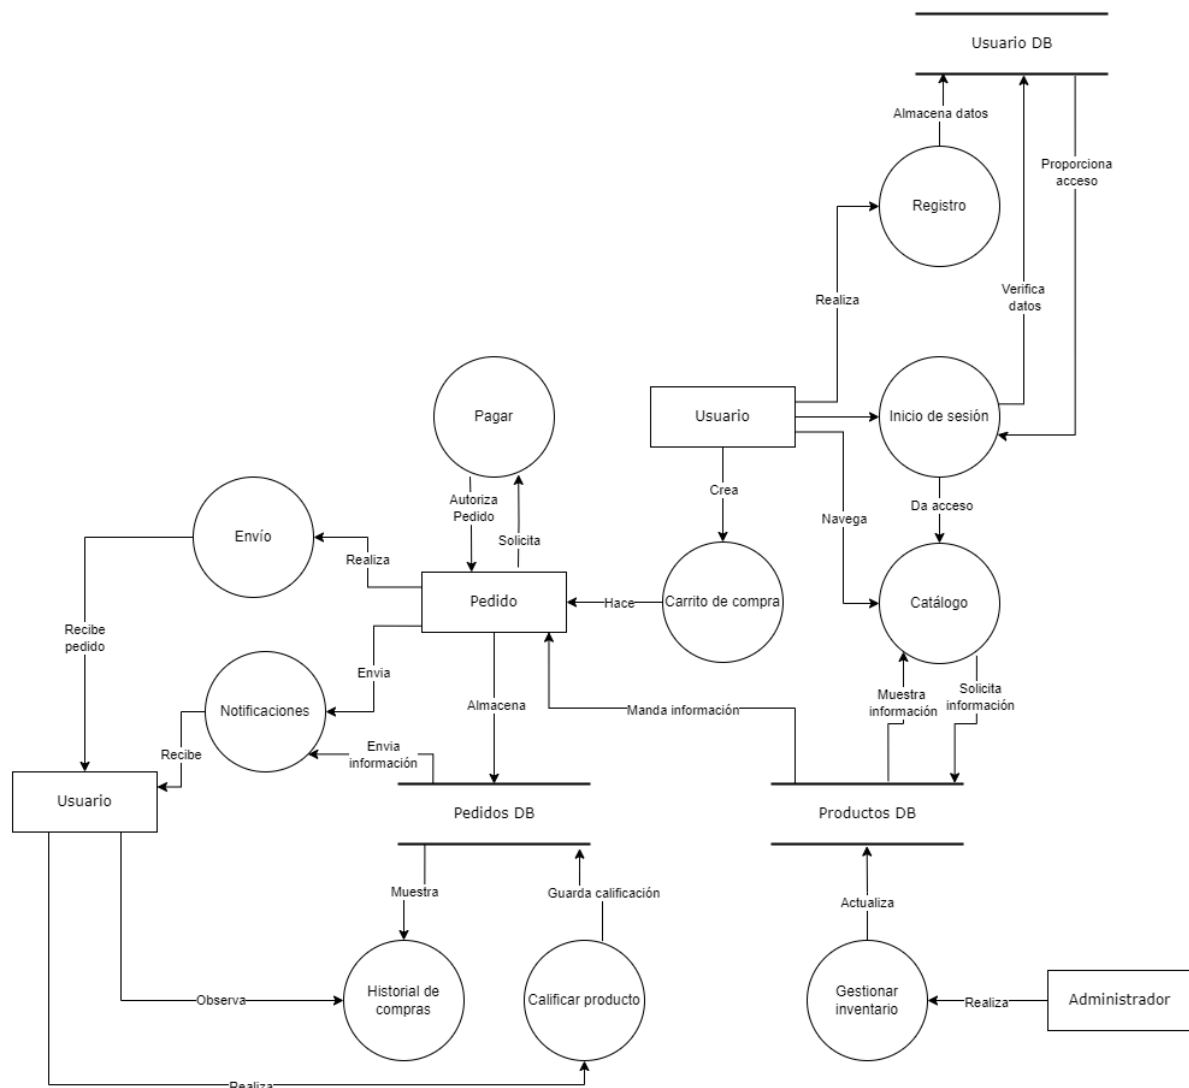 Usuario DB
Almacena datos
Proporciona
acceso
Registro
Verifica
datos
Realiza
Pagar
Usuario
Inicio de sesión
Autoriza
Pedido
Crea
Da acceso
Navega
Envío
Solicita
Realiza
Pedido
Hace
Carrito de compra
Catálogo
Recibe
pedido
Envia
Muestra
información
Solicita
información
Notificaciones
Almacena
Manda información
Recibe
Envia
información
Usuario
Pedidos DB
Productos DB
Muestra
Guarda calificación
Actualiza
Observa
Historial de
compras
Calificar producto
Gestionar
inventario
Realiza
Administrador
Realiza